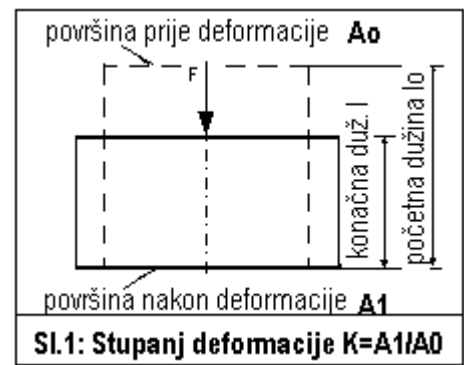 površina prije deformacije Ao
F
konačna duž. l
početna dužina lo
površina nakon deformacije A1
Sl.1: Stupanj deformacije K=A1/A0